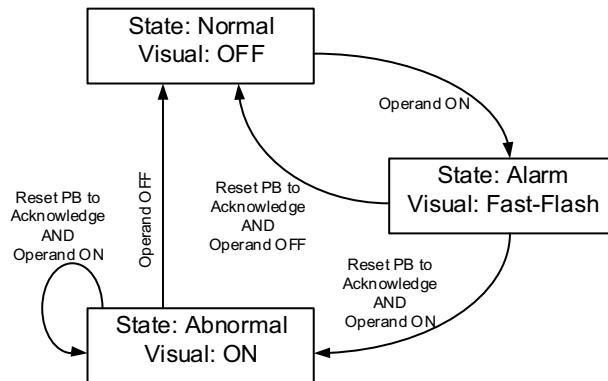 State: Normal
Visual: OFF
Operand ON
State: Alarm
Visual: Fast-Flash
Reset PB to
Acknowledge
AND
Operand OFF
Operand OFF
Reset PB to
Acknowledge
AND
Operand ON
Reset PB to
Acknowledge
AND
Operand ON
State: Abnormal
Visual: ON